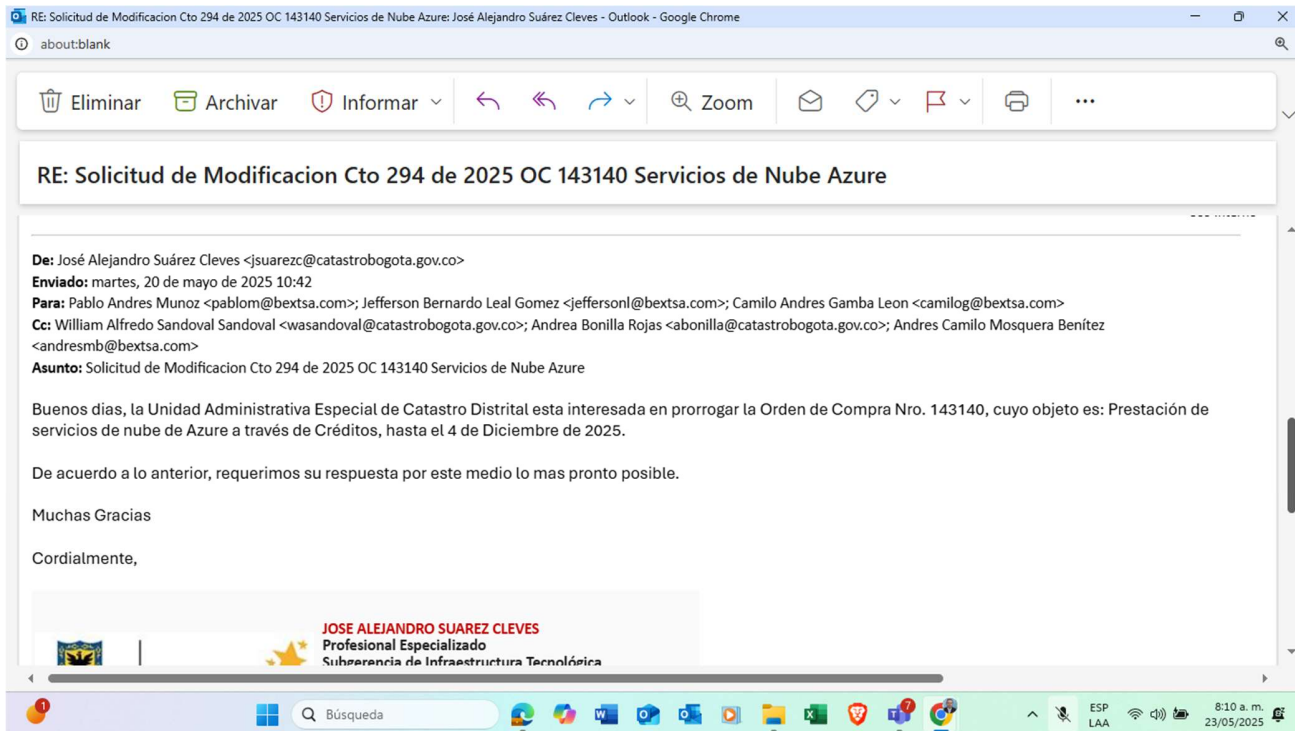 RE: Solicitud de Modificacion Cto 294 de 2025 OC 143140 Servicios de Nube Azure: José Alejandro Suárez Cleves - Outlook - Google Chrome
about:blank
Eliminar Archivar Informar Zoom
RE: Solicitud de Modificacion Cto 294 de 2025 OC 143140 Servicios de Nube Azure
De: José Alejandro Suárez Cleves <jsuarezc@catastrobogota.gov.co>
Enviado: martes, 20 de mayo de 2025 10:42
Para: Pablo Andres Munoz <pablom@bextsa.com>; Jefferson Bernardo Leal Gomez <jeffersonl@bextsa.com>; Camilo Andres Gamba Leon <camilog@bextsa.com>
Cc: William Alfredo Sandoval Sandoval <wasandoval@catastrobogota.gov.co>; Andrea Bonilla Rojas <abonilla@catastrobogota.gov.co>; Andres Camilo Mosquera Benítez
<andresmb@bextsa.com>
Asunto: Solicitud de Modificacion Cto 294 de 2025 OC 143140 Servicios de Nube Azure
Buenos dias, la Unidad Administrativa Especial de Catastro Distrital esta interesada en prorrogar la Orden de Compra Nro. 143140, cuyo objeto es: Prestación de
servicios de nube de Azure a través de Créditos, hasta el 4 de Diciembre de 2025.
De acuerdo a lo anterior, requerimos su respuesta por este medio lo mas pronto posible.
Muchas Gracias
Cordialmente,
JOSE ALEJANDRO SUAREZ CLEVES
Profesional Especializado
Subgerencia de Infraestructura Tecnológica
1
Búsqueda
7
ESP
LAA
8:10 a. m.
23/05/2025